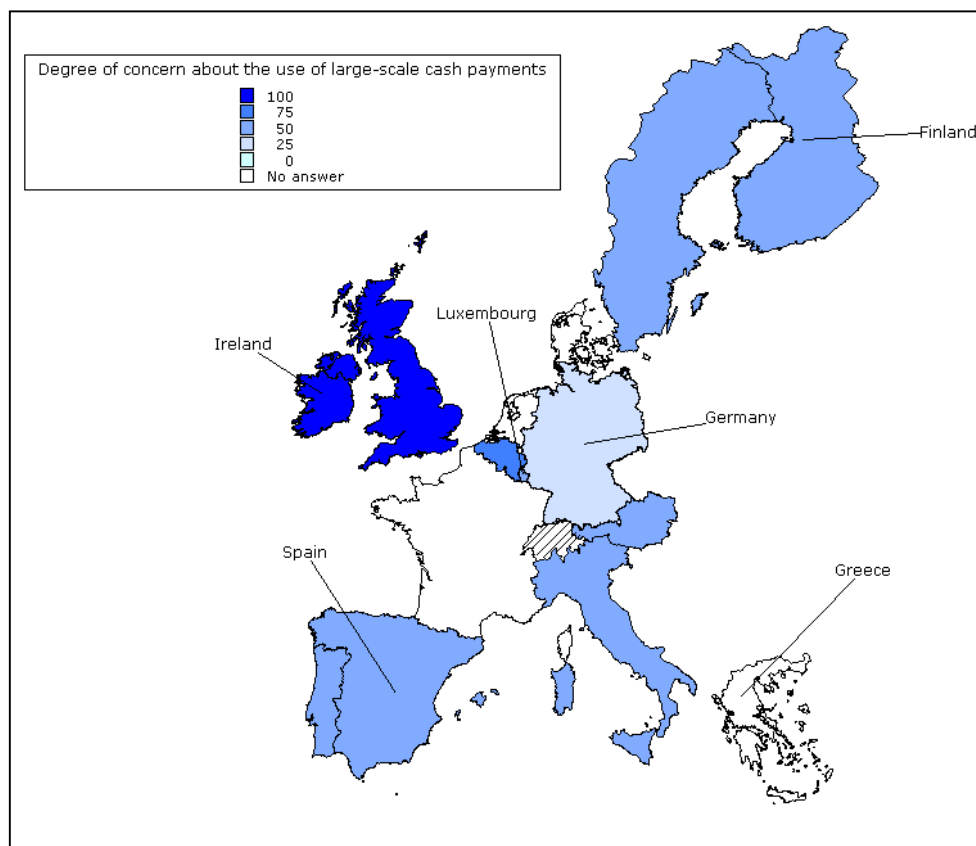 Degree of concern about the use of large-scale cash payments
100
75
50
25
0
No answer
Finland
Luxembourg
Ireland
Germany
Spain
Greece